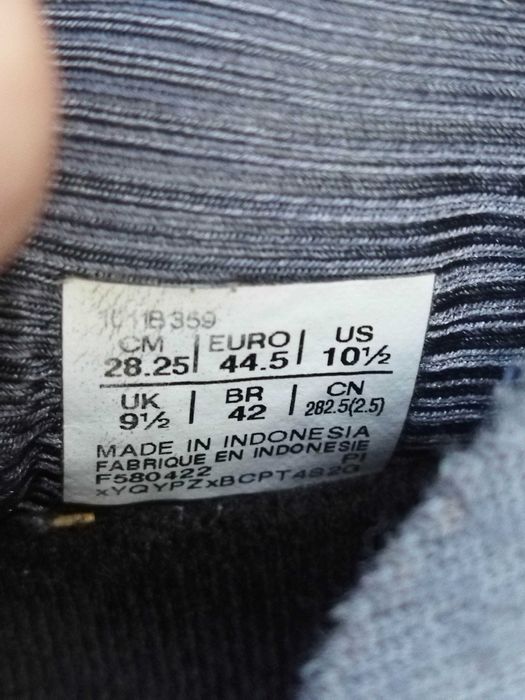 1011B359
CM | EURO | US
28.25 | 44.5 | 10½
UK | BR | CN
9½ | 42 | 282.5(2.5)
MADE IN INDONESIA
FABRIQUE EN INDONESIE
F580422 PI